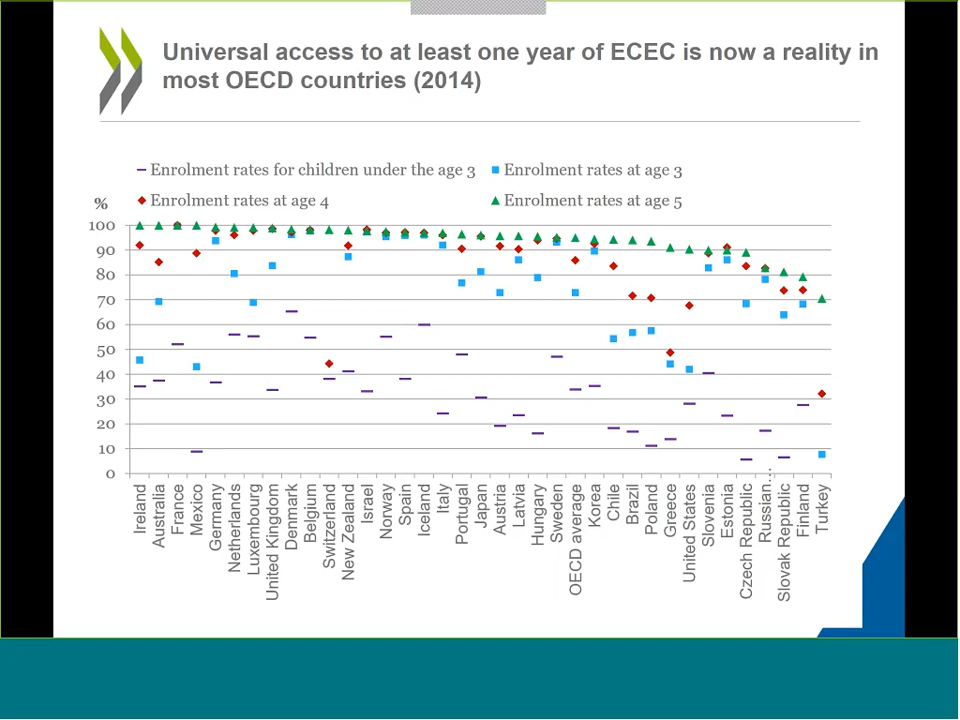 Universal access to at least one year of ECEC is now a reality in
most OECD countries (2014)
Enrolment rates for children under the age 3
Enrolment rates at age 3
Enrolment rates at age 4
Enrolment rates at age 5
%
100
90
80
70
60
50
40
30
20
10
0
Ireland
Australia
France
Mexico
Germany
Netherlands
Luxembourg
United Kingdom
Denmark
Belgium
Switzerland
New Zealand
Israel
Norway
Spain
Iceland
Italy
Portugal
Japan
Austria
Latvia
Hungary
Sweden
OECD average
Korea
Chile
Brazil
Poland
Greece
United States
Slovenia
Estonia
Czech Republic
Russian…
Slovak Republic
Finland
Turkey